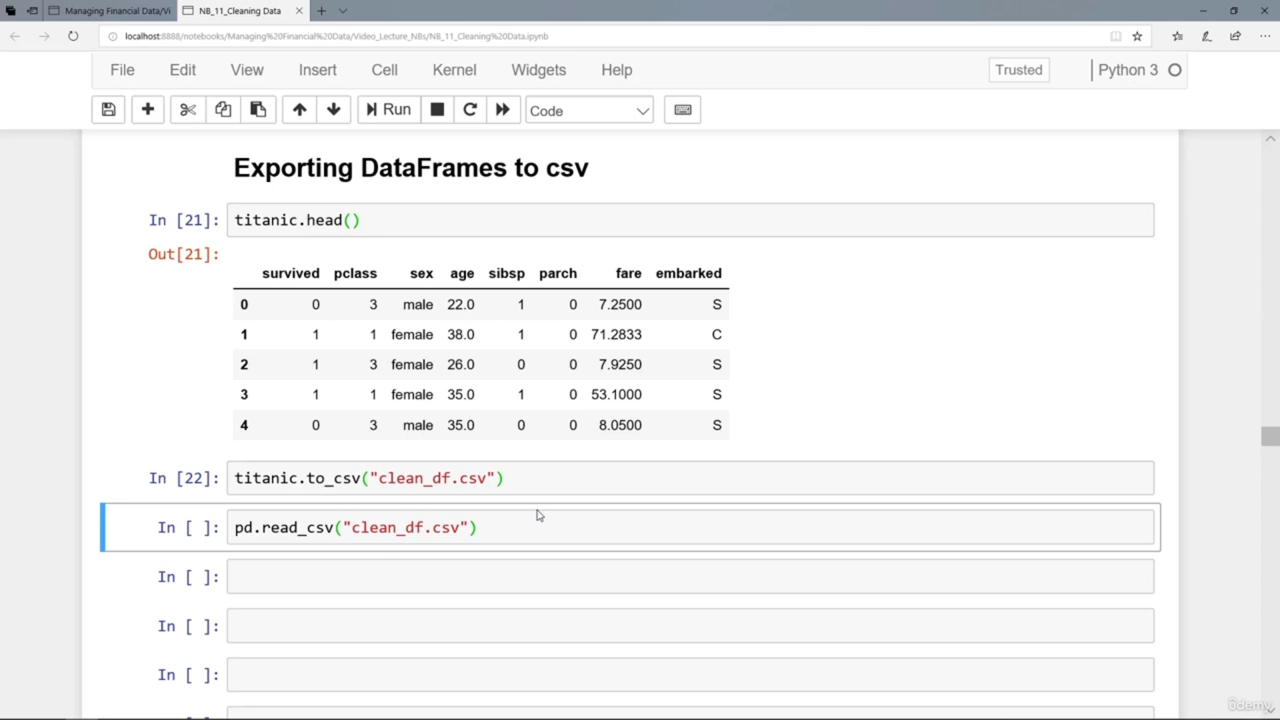 Managing Financial Data/Vi
NB_11_Cleaning Data
localhost:8888/notebooks/Managing%20Financial%20Data/Video_Lecture_NBs/NB_11_Cleaning%20Data.ipynb
File Edit View Insert Cell Kernel Widgets Help Trusted Python 3
Run Code
Exporting DataFrames to csv
In [21]: titanic.head()
Out[21]:
survived pclass sex age sibsp parch fare embarked
0 0 3 male 22.0 1 0 7.2500 S
1 1 1 female 38.0 1 0 71.2833 C
2 1 3 female 26.0 0 0 7.9250 S
3 1 1 female 35.0 1 0 53.1000 S
4 0 3 male 35.0 0 0 8.0500 S
In [22]: titanic.to_csv("clean_df.csv")
In [ ]: pd.read_csv("clean_df.csv")
In [ ]:
In [ ]:
In [ ]:
Udemy